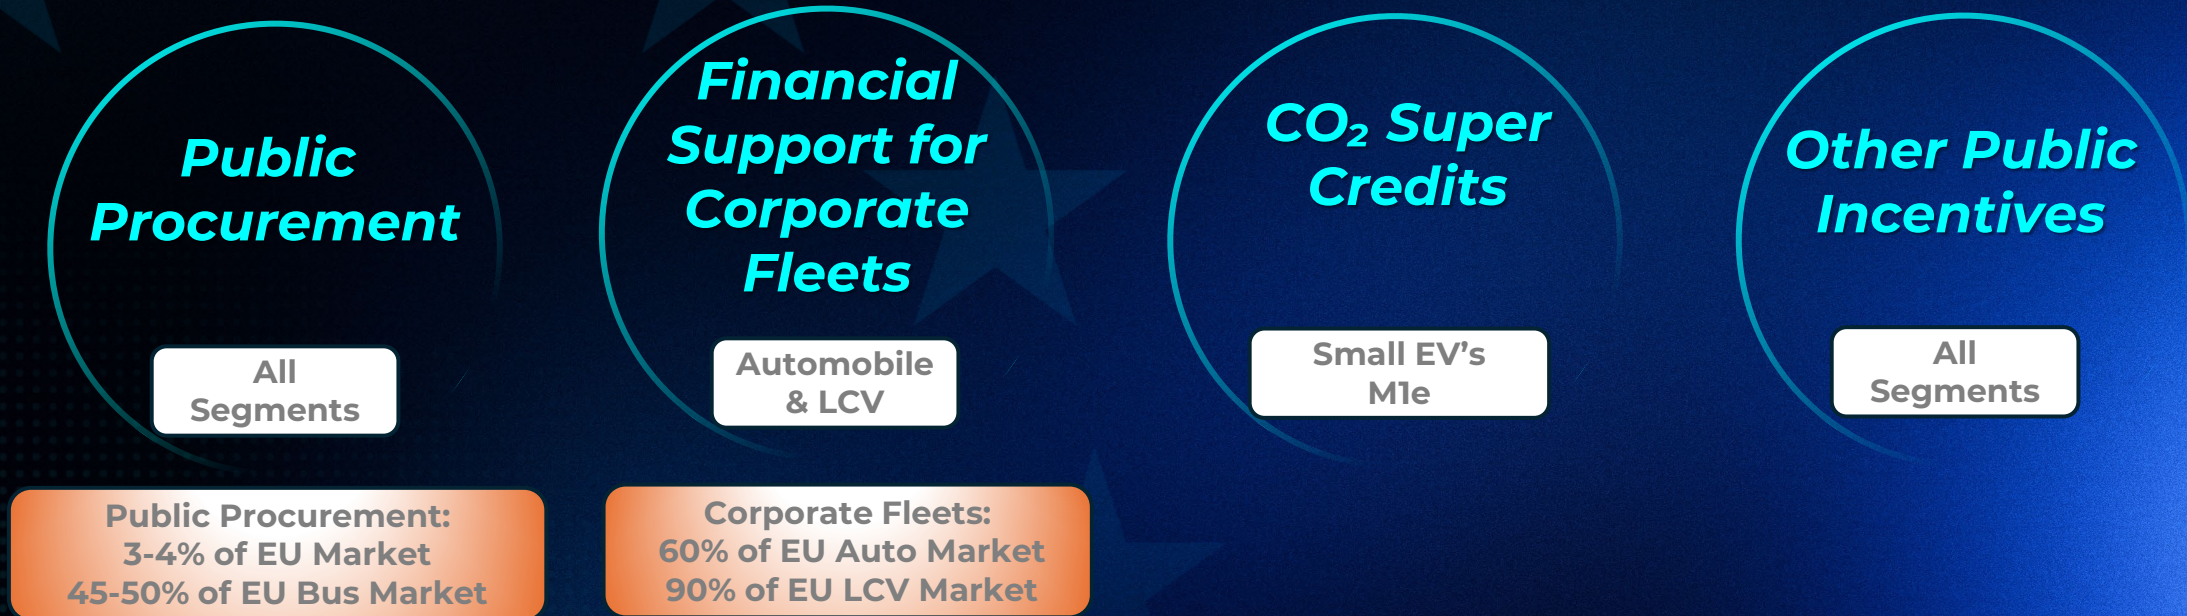 Public
Procurement
All
Segments
Public Procurement:
3-4% of EU Market
45-50% of EU Bus Market
Financial
Support for
Corporate
Fleets
Automobile
& LCV
Corporate Fleets:
60% of EU Auto Market
90% of EU LCV Market
CO₂ Super
Credits
Small EV’s
M1e
Other Public
Incentives
All
Segments